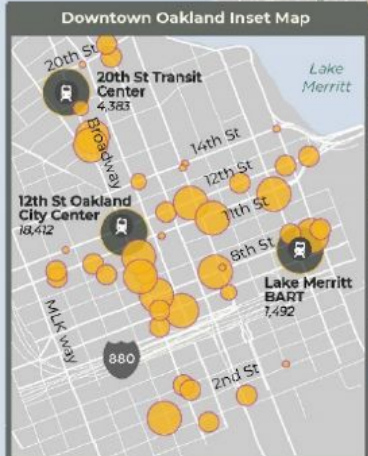 Downtown Oakland Inset Map
20th St
20th St Transit
Center
4,383
Lake
Merritt
Broadway
14th St
12th St
12th St Oakland
City Center
18,412
11th St
8th St
Lake Merritt
BART
1,492
MLK way
880
2nd St